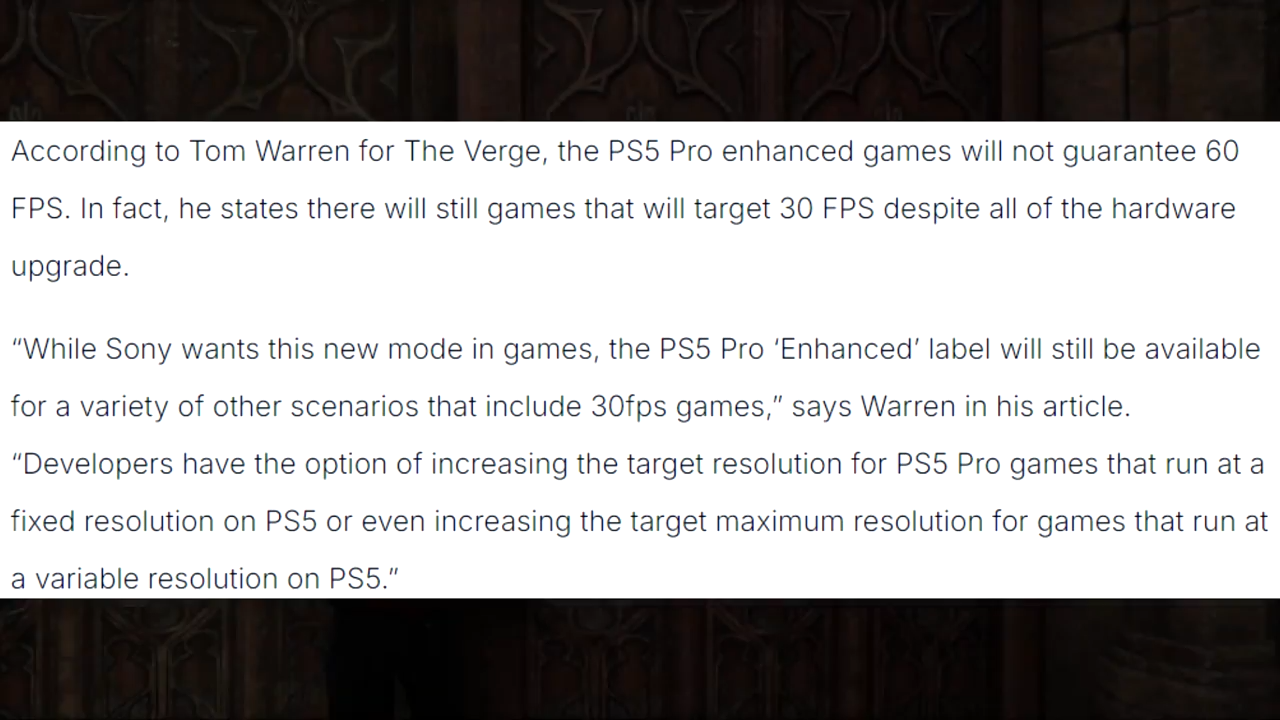 According to Tom Warren for The Verge, the PS5 Pro enhanced games will not guarantee 60
FPS. In fact, he states there will still games that will target 30 FPS despite all of the hardware
upgrade.
“While Sony wants this new mode in games, the PS5 Pro ‘Enhanced’ label will still be available
for a variety of other scenarios that include 30fps games,” says Warren in his article.
“Developers have the option of increasing the target resolution for PS5 Pro games that run at a
fixed resolution on PS5 or even increasing the target maximum resolution for games that run at
a variable resolution on PS5.”